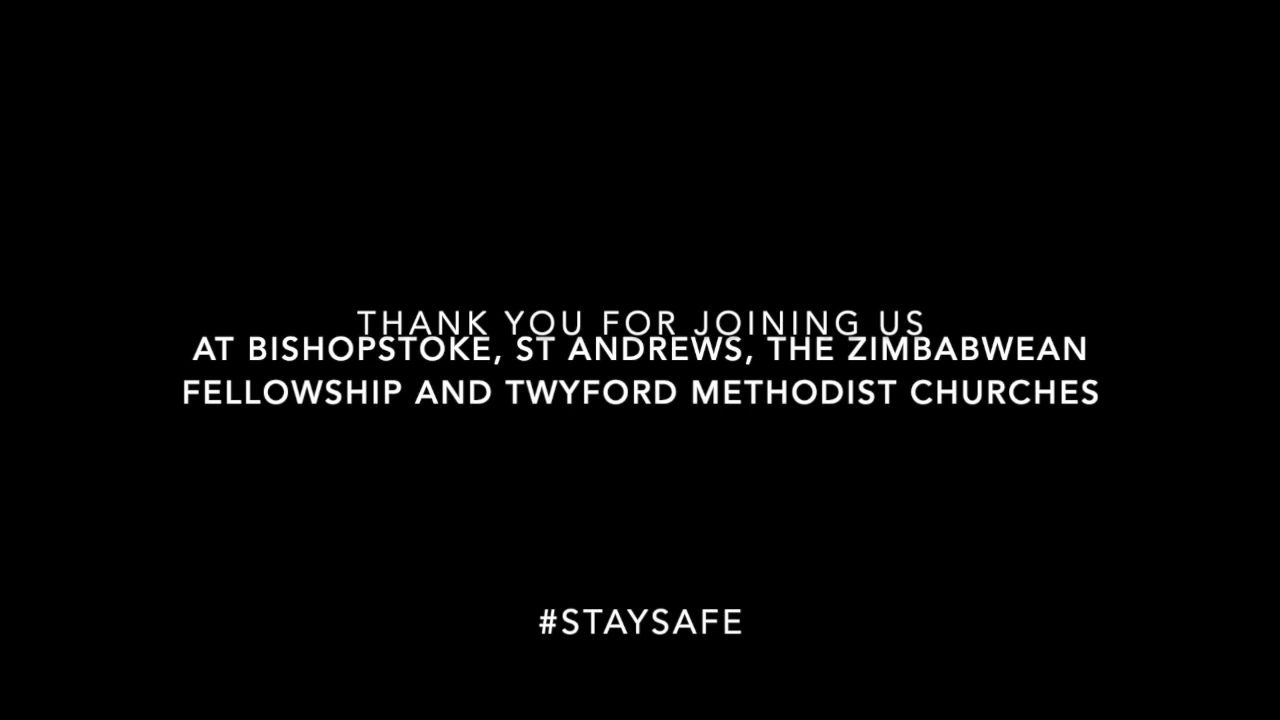 THANK YOU FOR JOINING US
AT BISHOPSTOKE, ST ANDREWS, THE ZIMBABWEAN
FELLOWSHIP AND TWYFORD METHODIST CHURCHES
#STAYSAFE